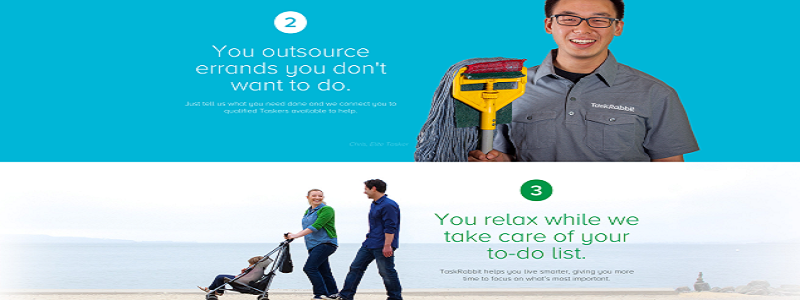 2
You outsource
errands you don't
want to do.
Just tell us what you need done and we connect you to
qualified Taskers available to help.
TaskRabbit
3
You relax while we
take care of your
to-do list.
TaskRabbit helps you live smarter, giving you more
time to focus on what's most important.